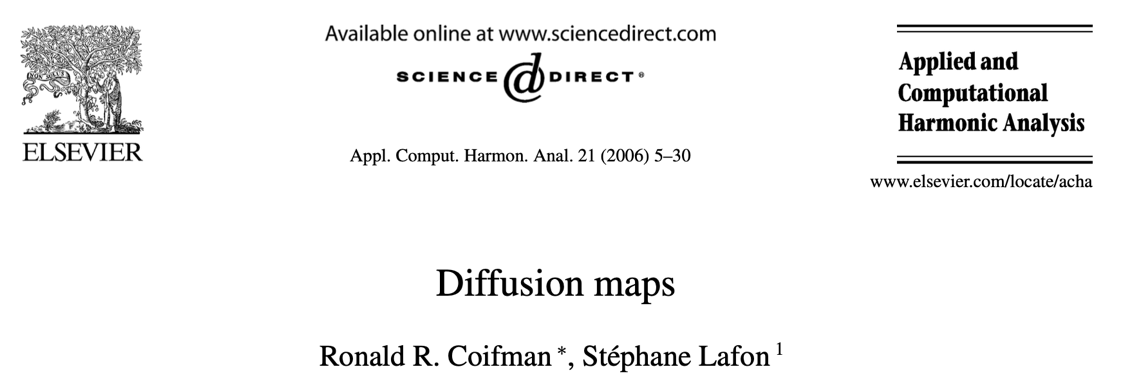 Available online at www.sciencedirect.com
SCIENCE @ DIRECT®
ELSEVIER
Appl. Comput. Harmon. Anal. 21 (2006) 5–30
Applied and
Computational
Harmonic Analysis
www.elsevier.com/locate/acha
Diffusion maps
Ronald R. Coifman *, Stéphane Lafon ¹